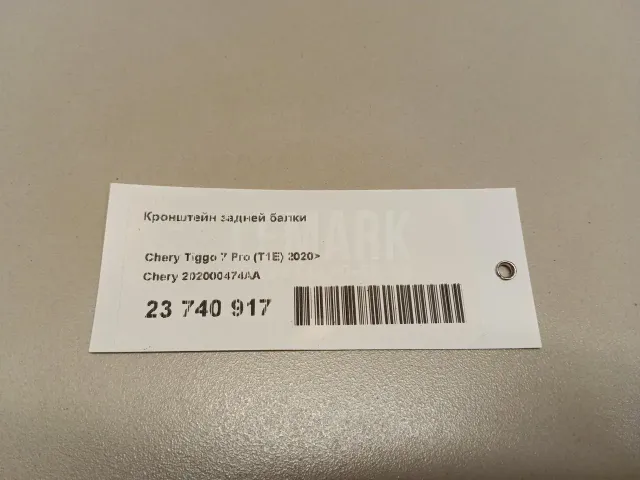 Кронштейн задней балки
Chery Tiggo 7 Pro (T1E) 2020>
Chery 202000474AA
23 740 917